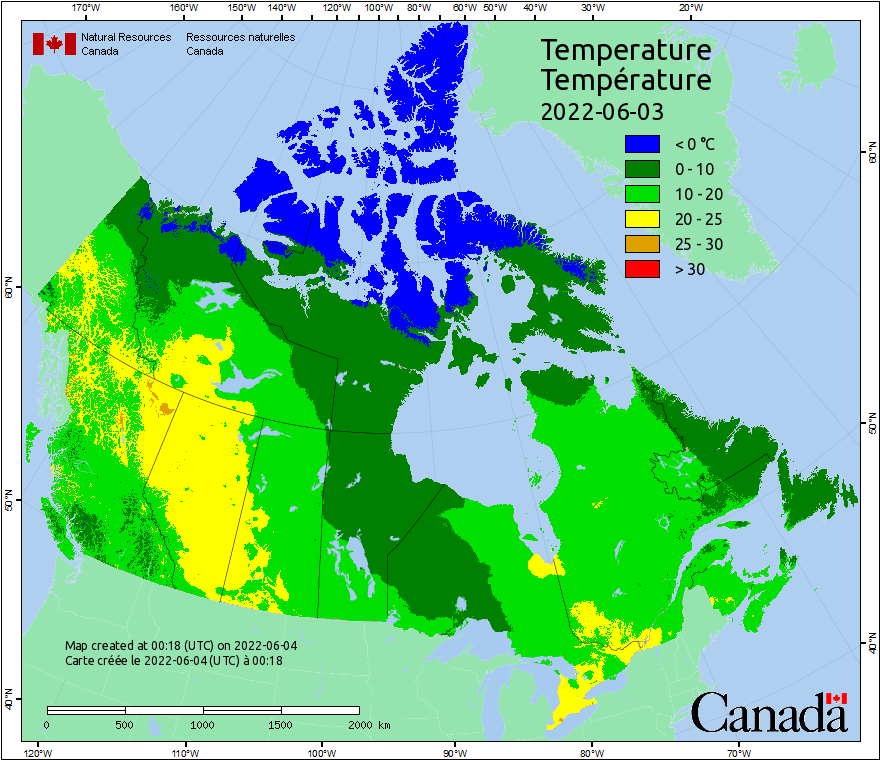 170°W 160°W 150°W 140°W 130°W 120°W 110°W 100°W 90°W 80°W 70°W 60°W 50°W 40°W 30°W 20°W
Natural Resources Canada
Ressources naturelles Canada
Temperature
Température
2022-06-03
< 0 °C
0 - 10
10 - 20
20 - 25
25 - 30
> 30
60°N
50°N
40°N
60°N
50°N
40°N
Map created at 00:18 (UTC) on 2022-06-04
Carte créée le 2022-06-04 (UTC) à 00:18
0 500 1000 1500 2000 km
Canada
120°W 110°W 100°W 90°W 80°W 70°W